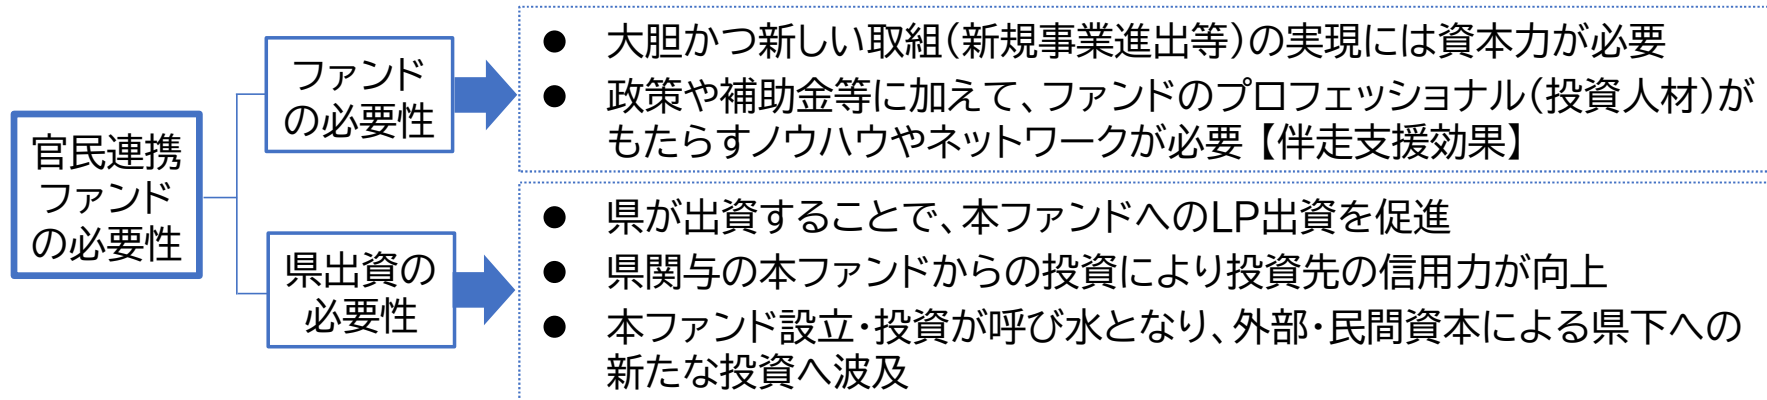 官民連携
ファンド
の必要性
ファンド
の必要性
● 大胆かつ新しい取組(新規事業進出等)の実現には資本力が必要
● 政策や補助金等に加えて、ファンドのプロフェッショナル(投資人材)が
もたらすノウハウやネットワークが必要【伴走支援効果】
県出資の
必要性
● 県が出資することで、本ファンドへのLP出資を促進
● 県関与の本ファンドからの投資により投資先の信用力が向上
● 本ファンド設立・投資が呼び水となり、外部・民間資本による県下への
新たな投資へ波及